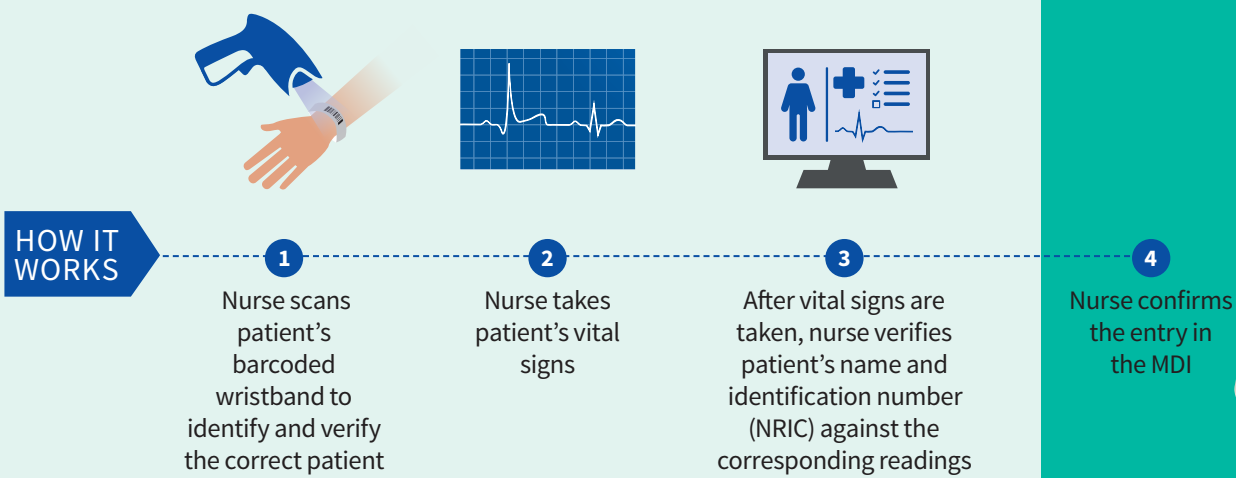 HOW IT
WORKS
1
Nurse scans
patient's
barcoded
wristband to
identify and verify
the correct patient
2
Nurse takes
patient's vital
signs
3
After vital signs are
taken, nurse verifies
patient's name and
identification number
(NRIC) against the
corresponding readings
4
Nurse confirms
the entry in
the MDI